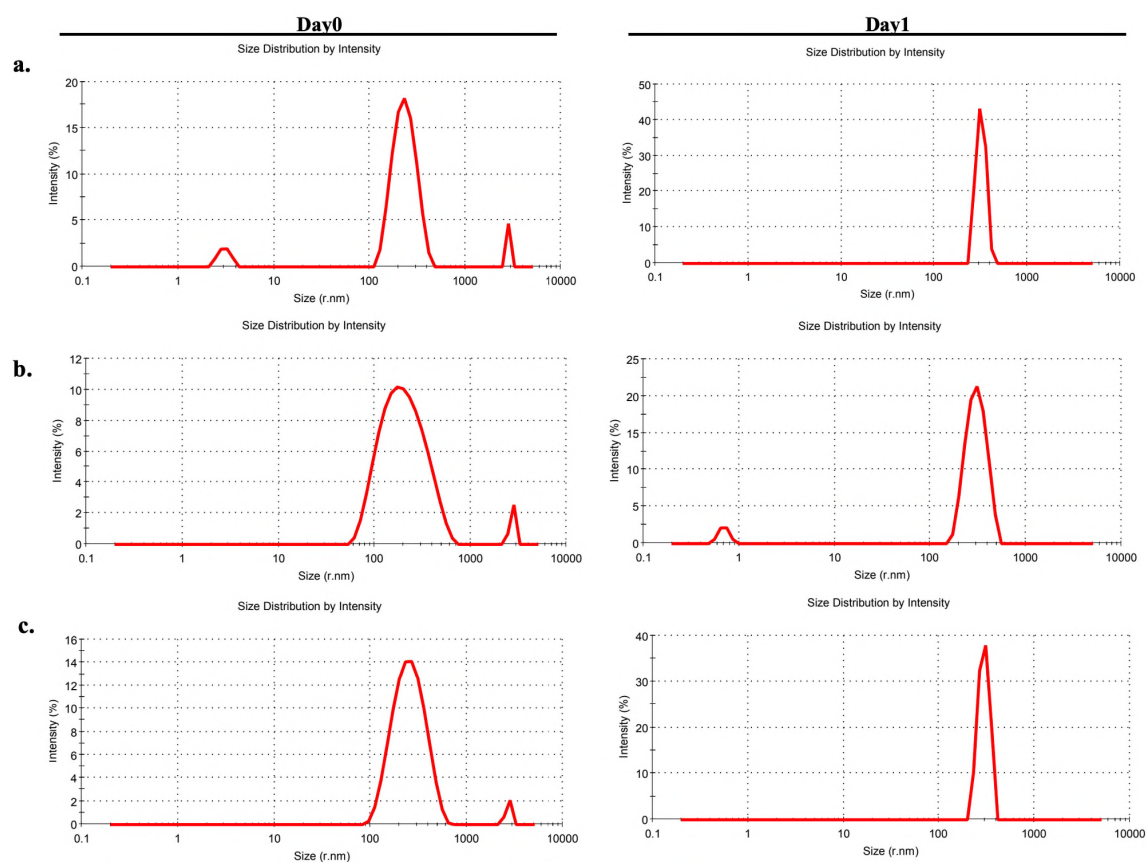 Day0
Day1
a.
Size Distribution by Intensity
20
15
10
5
0
Intensity (%)
0.1 1 10 100 1000 10000
Size (r.nm)
Size Distribution by Intensity
50
40
30
20
10
0
Intensity (%)
0.1 1 10 100 1000 10000
Size (r.nm)
b.
Size Distribution by Intensity
12
10
8
6
4
2
0
Intensity (%)
0.1 1 10 100 1000 10000
Size (r.nm)
Size Distribution by Intensity
25
20
15
10
5
0
Intensity (%)
0.1 1 10 100 1000 10000
Size (r.nm)
c.
Size Distribution by Intensity
16
14
12
10
8
6
4
2
0
Intensity (%)
0.1 1 10 100 1000 10000
Size (r.nm)
Size Distribution by Intensity
40
30
20
10
0
Intensity (%)
0.1 1 10 100 1000 10000
Size (r.nm)